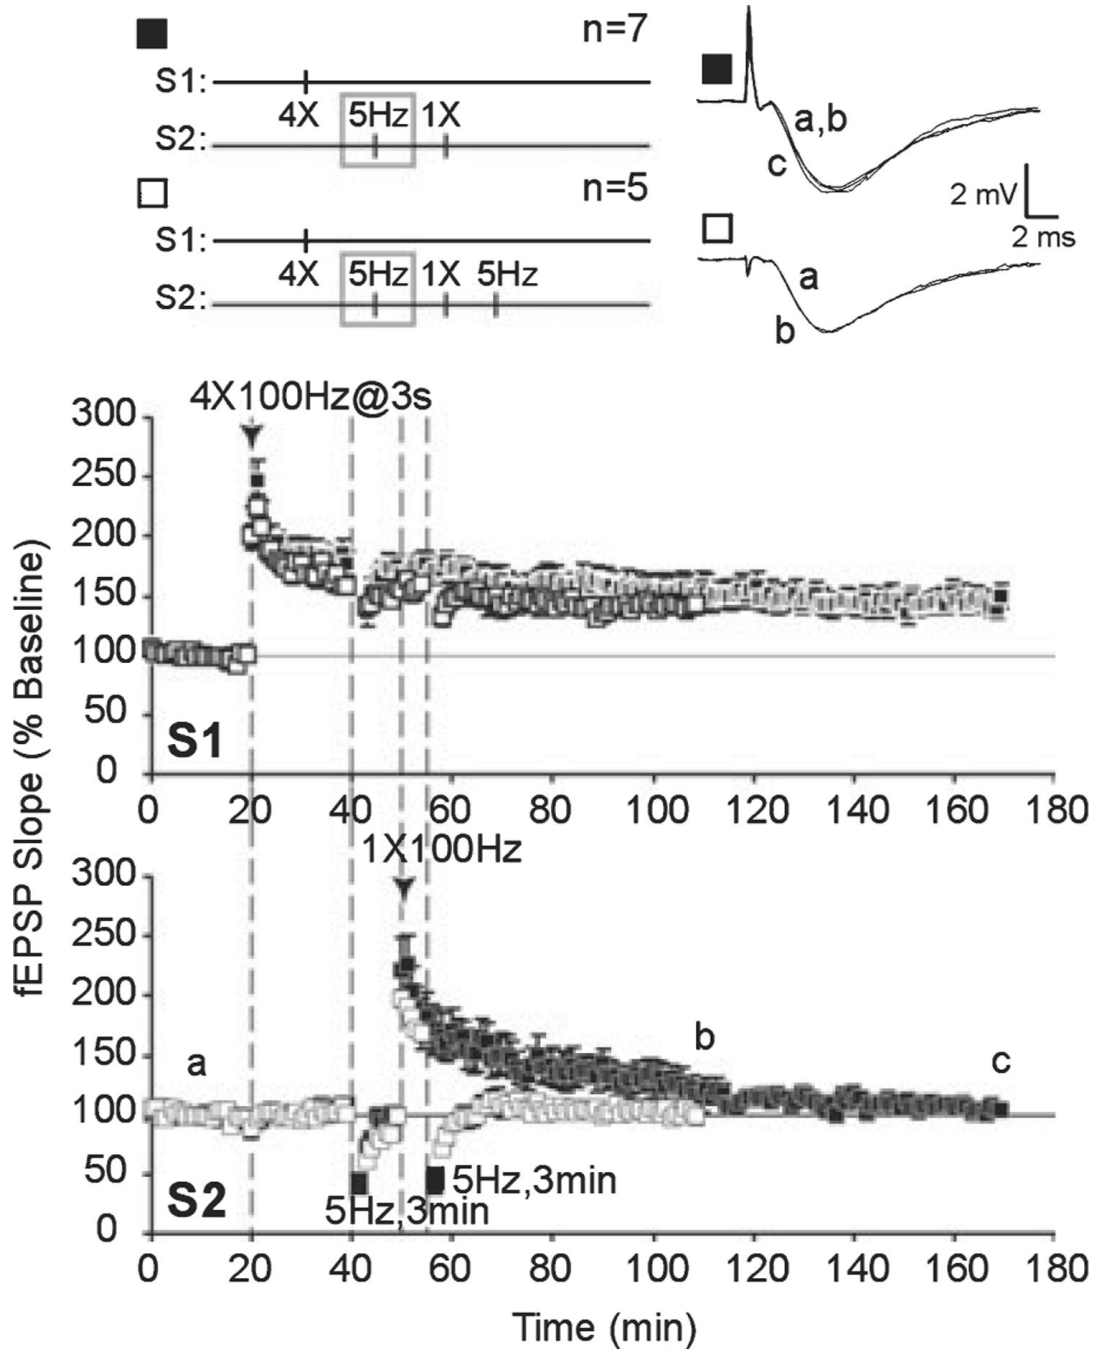 n=7
S1:
4X 5Hz 1X
S2:
n=5
S1:
4X 5Hz 1X 5Hz
S2:
a,b
c
2 mV
2 ms
a
b
fEPSP Slope (% Baseline)
4X100Hz@3s
300
250
200
150
100
50
0
S1
0 20 40 60 80 100 120 140 160 180
1X100Hz
300
250
200
150
100
50
0
a
b
c
5Hz,3min
5Hz,3min
S2
0 20 40 60 80 100 120 140 160 180
Time (min)